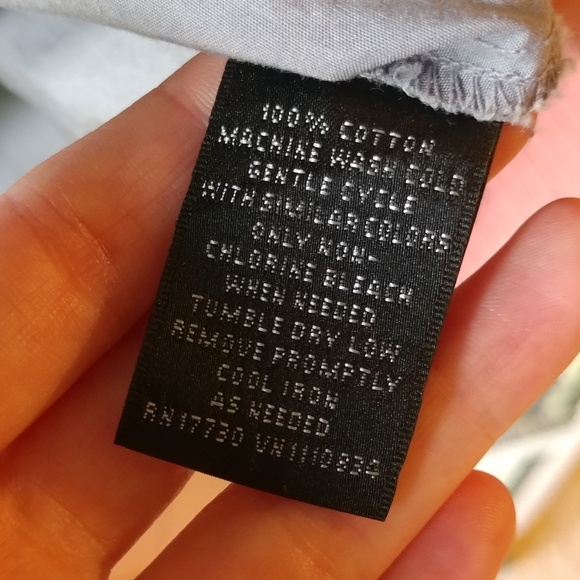 100% COTTON
MACHINE WASH COLD
GENTLE CYCLE
WITH SIMILAR COLORS
ONLY NON-
CHLORINE BLEACH
WHEN NEEDED
TUMBLE DRY LOW
REMOVE PROMPTLY
COOL IRON
AS NEEDED
RN 17730 VN1110934